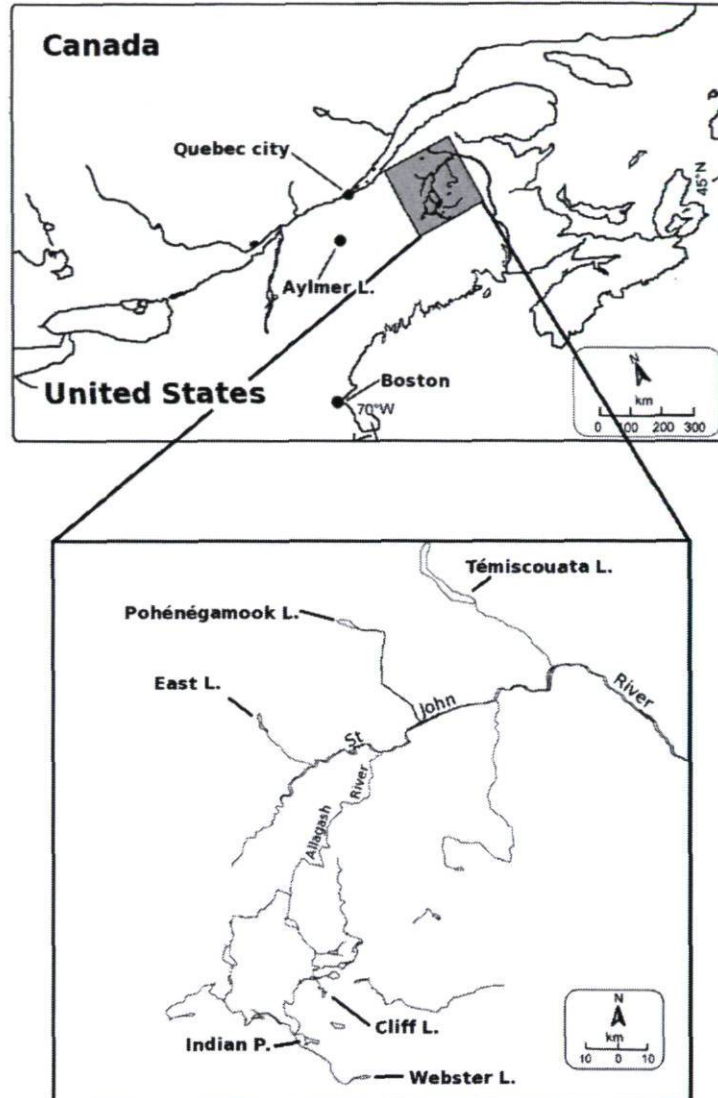 Canada
Quebec city
45°N
Aylmer L.
United States
Boston
70°W
N
km
0 100 200 300
Témiscouata L.
Pohénégamook L.
East L.
St John River
Allagash River
Cliff L.
Indian P.
Webster L.
N
km
10 0 10